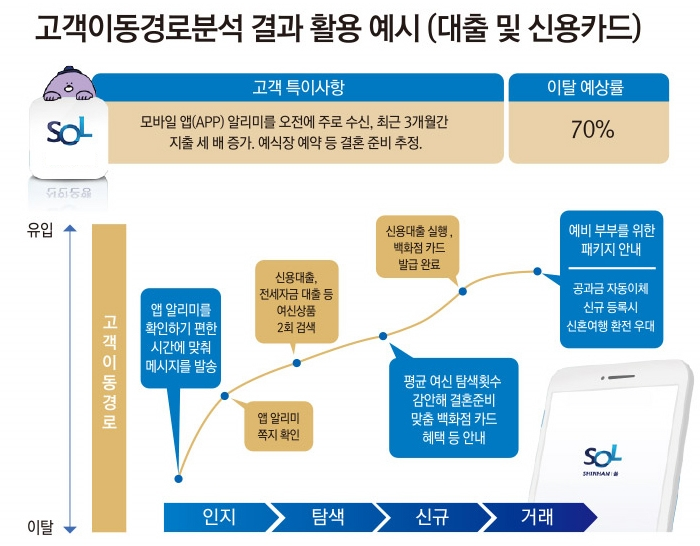 고객이동경로분석 결과 활용 예시 (대출 및 신용카드)
고객 특이사항
이탈 예상률
SOL
모바일 앱(APP) 알리미를 오전에 주로 수신, 최근 3개월간
지출 세 배 증가. 예식장 예약 등 결혼 준비 추정.
70%
유입
고객이동경로
이탈
앱 알리미를
확인하기 편한
시간에 맞춰
메시지를 발송
앱 알리미
쪽지 확인
신용대출,
전세자금 대출 등
여신상품
2회 검색
평균 여신 탐색횟수
감안해 결혼준비
맞춤 백화점 카드
혜택 등 안내
신용대출 실행,
백화점 카드
발급 완료
예비 부부를 위한
패키지 안내
공과금 자동이체
신규 등록시
신혼여행 환전 우대
SOL
인지
탐색
신규
거래